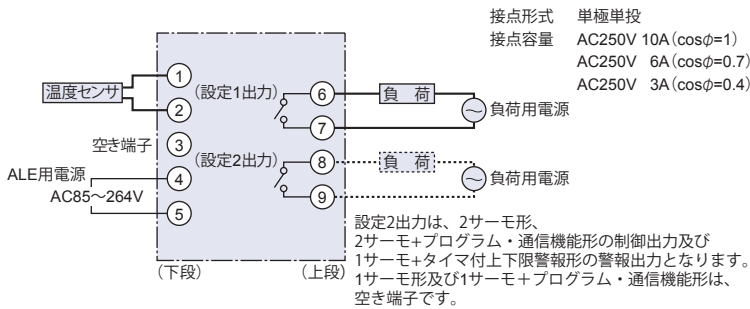 接点形式 単極単投
接点容量 AC250V 10A(cosφ=1)
AC250V 6A(cosφ=0.7)
AC250V 3A(cosφ=0.4)
温度センサ
1
2
空き端子 3
ALE用電源 4
AC85～264V
5
(設定1出力) 6
負 荷
負荷用電源
7
(設定2出力) 8
負 荷
負荷用電源
9
(下段)
(上段)
設定2出力は、2サーモ形、
2サーモ+プログラム・通信機能形の制御出力及び
1サーモ+タイマ付上下限警報形の警報出力となります。
1サーモ形及び1サーモ＋プログラム・通信機能形は、
空き端子です。